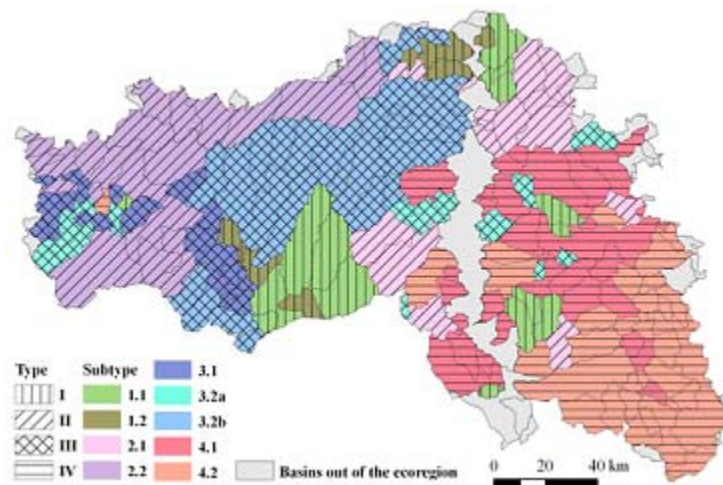 Type Subtype 3.1
I 1.1 3.2a
II 1.2 3.2b
III 2.1 4.1
IV 2.2 4.2
Basins out of the ecoregion
0 20 40 km